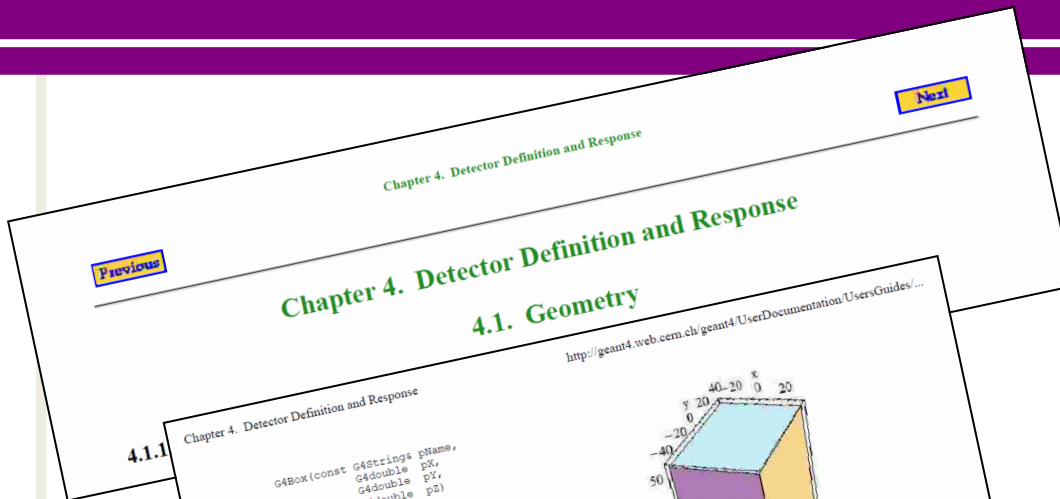 Next
Chapter 4. Detector Definition and Response
Previous
Chapter 4. Detector Definition and Response
4.1. Geometry
4.1.1
http://geant4.web.cern.ch/geant4/UserDocumentation/UsersGuides/...
Chapter 4. Detector Definition and Response
G4Box(const G4String& pName,
G4double pX,
G4double pY,
G4double pZ)
x
40 -20 0 20
y
20
0
-20
-40
50